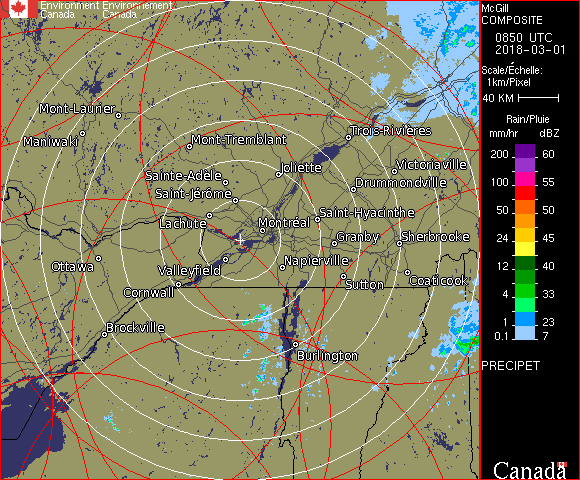 Environment Environnement
Canada Canada
McGill
COMPOSITE
0850 UTC
2018-03-01
Scale/Échelle:
1km/Pixel
40 KM
Rain/Pluie
mm/hr dBZ
200 60
155
100 55
50 50
24 45
12 40
8 33
4 33
1 23
0.1 7
PRECIPET
Canada
Mont-Laurier
Maniwaki
Mont-Tremblant
Trois-Rivières
Joliette
Victoriaville
Sainte-Adèle
Drummondville
Saint-Jérôme
Saint-Hyacinthe
Lachute
Montréal
Granby
Sherbrooke
Ottawa
Valleyfield
Napierville
Cornwall
Sutton
Coaticook
Brockville
Burlington